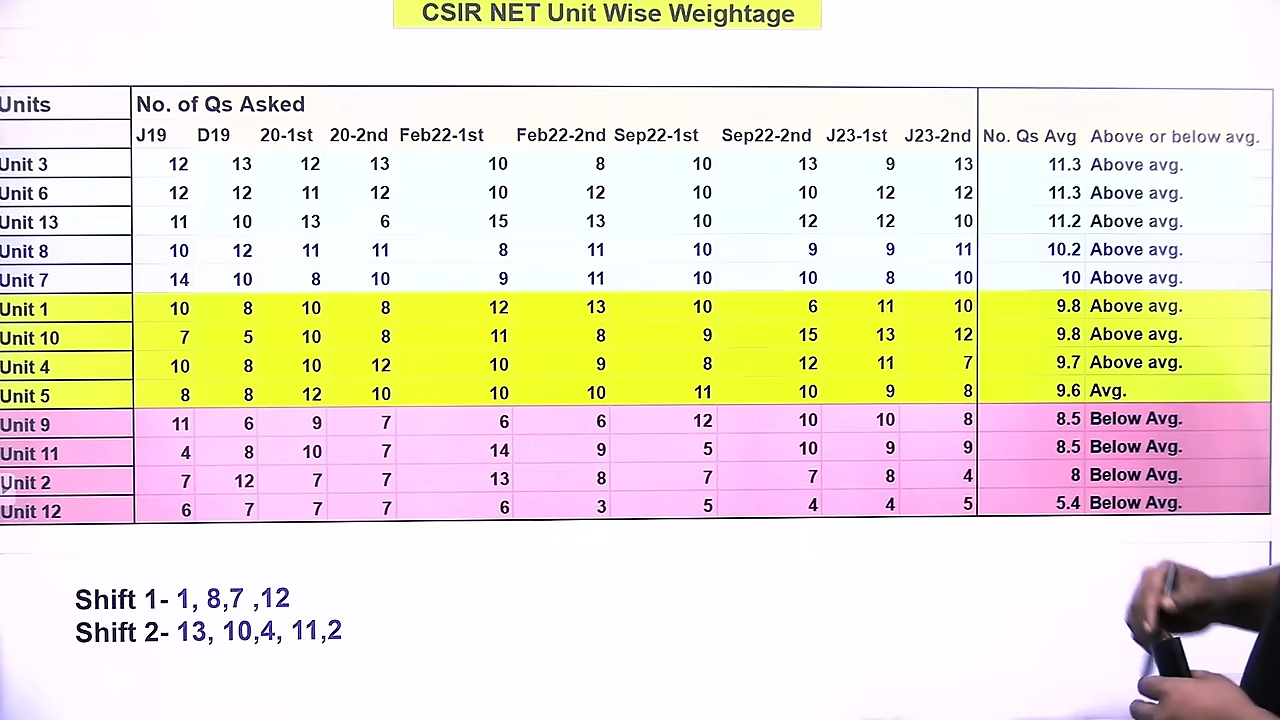 CSIR NET Unit Wise Weightage
Units No. of Qs Asked
J19 D19 20-1st 20-2nd Feb22-1st Feb22-2nd Sep22-1st Sep22-2nd J23-1st J23-2nd No. Qs Avg Above or below avg.
Unit 3 12 13 12 13 10 8 10 13 9 13 11.3 Above avg.
Unit 6 12 12 11 12 10 12 10 10 12 12 11.3 Above avg.
Unit 13 11 10 13 6 15 13 10 12 12 10 11.2 Above avg.
Unit 8 10 12 11 11 8 11 10 9 9 11 10.2 Above avg.
Unit 7 14 10 8 10 9 11 10 10 8 10 10 Above avg.
Unit 1 10 8 10 8 12 13 10 6 11 10 9.8 Above avg.
Unit 10 7 5 10 8 11 8 9 15 13 12 9.8 Above avg.
Unit 4 10 8 10 12 10 9 8 12 11 7 9.7 Above avg.
Unit 5 8 8 12 10 10 10 11 10 9 8 9.6 Avg.
Unit 9 11 6 9 7 6 6 12 10 10 8 8.5 Below Avg.
Unit 11 4 8 10 7 14 9 5 10 9 9 8.5 Below Avg.
Unit 2 7 12 7 7 13 8 7 7 8 4 8 Below Avg.
Unit 12 6 7 7 7 6 3 5 4 4 5 5.4 Below Avg.
Shift 1- 1, 8,7 ,12
Shift 2- 13, 10,4, 11,2